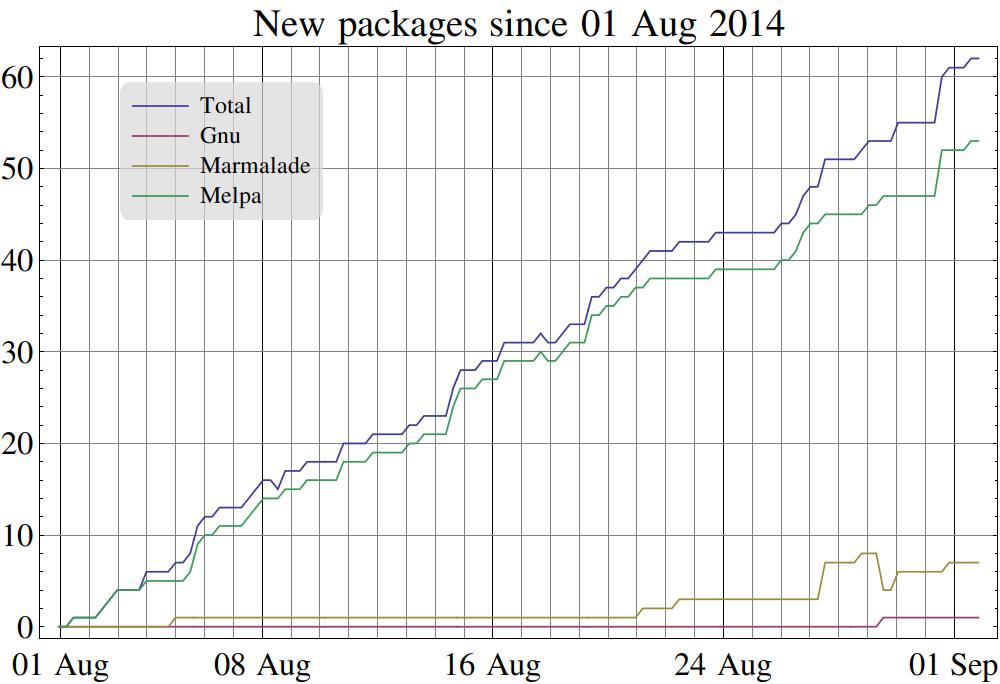 New packages since 01 Aug 2014
60
50
40
30
20
10
0
Total
Gnu
Marmalade
Melpa
01 Aug 08 Aug 16 Aug 24 Aug 01 Sep